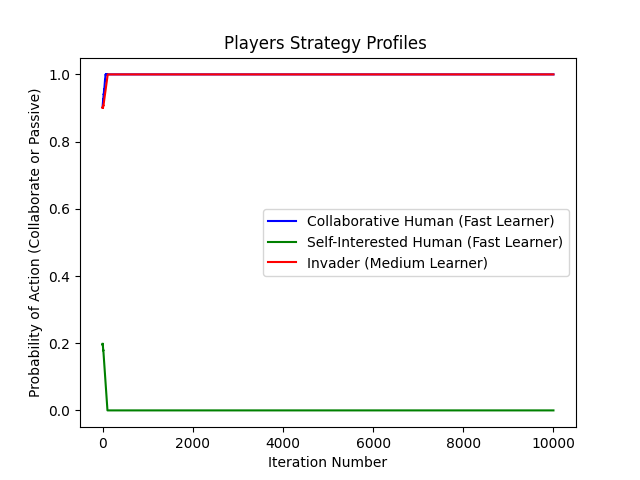 Players Strategy Profiles
Probability of Action (Collaborate or Passive)
1.0
0.8
0.6
0.4
0.2
0.0
Collaborative Human (Fast Learner)
Self-Interested Human (Fast Learner)
Invader (Medium Learner)
0 2000 4000 6000 8000 10000
Iteration Number